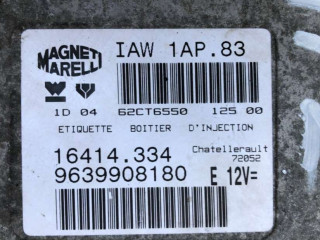 MAGNETI MARELLI IAW 1AP.83
1D 04 62CT6550 125 00
ETIQUETTE BOITIER D'INJECTION
16414.334 Chatellerault 72052
9639908180 E 12V=